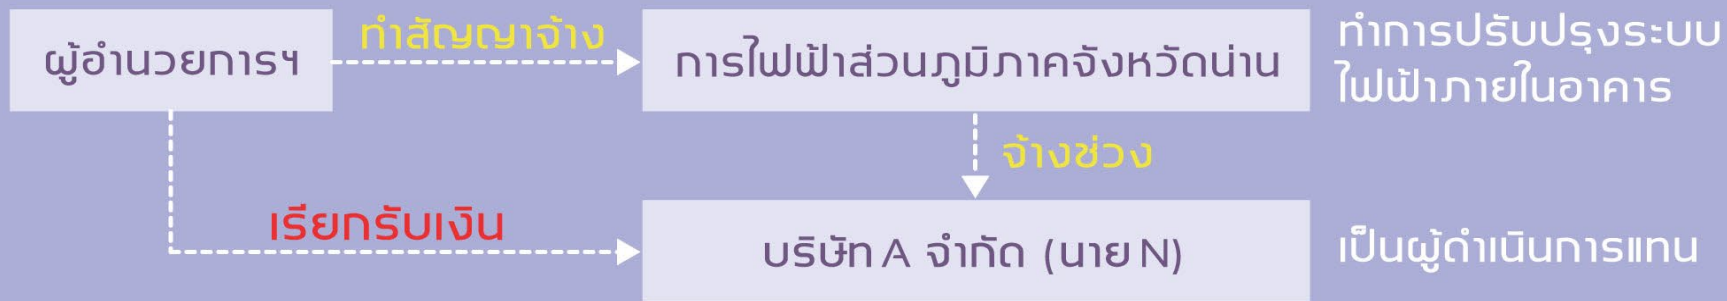 ผู้อำนวยการฯ
ทำสัญญาจ้าง
การไฟฟ้าส่วนภูมิภาคจังหวัดน่าน
ทำการปรับปรุงระบบ
ไฟฟ้าภายในอาคาร
จ้างช่วง
เรียกรับเงิน
บริษัท A จำกัด (นาย N)
เป็นผู้ดำเนินการแทน